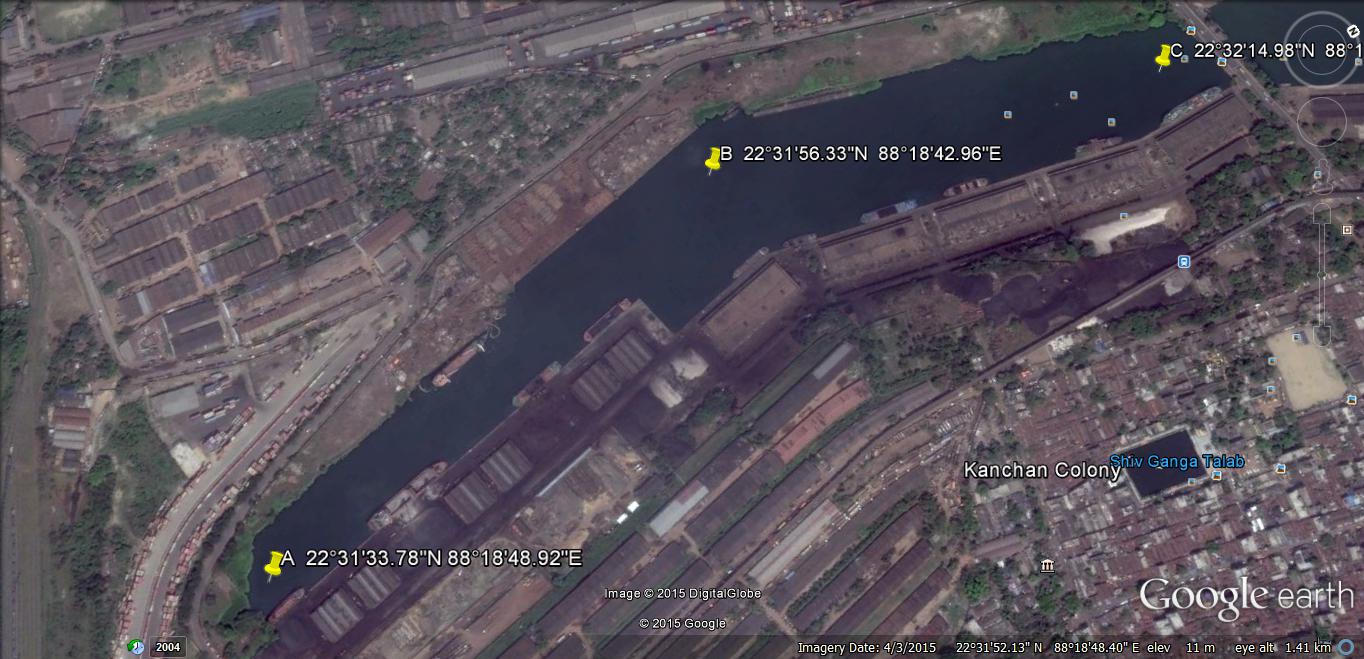 C 22°32'14.98"N 88°1
B 22°31'56.33"N 88°18'42.96"E
Kanchan Colony
Shiv Ganga Talab
A 22°31'33.78"N 88°18'48.92"E
Image © 2015 DigitalGlobe
© 2015 Google
Google earth
2004
Imagery Date: 4/3/2015 22°31'52.13" N 88°18'48.40" E elev 11 m eye alt 1.41 km